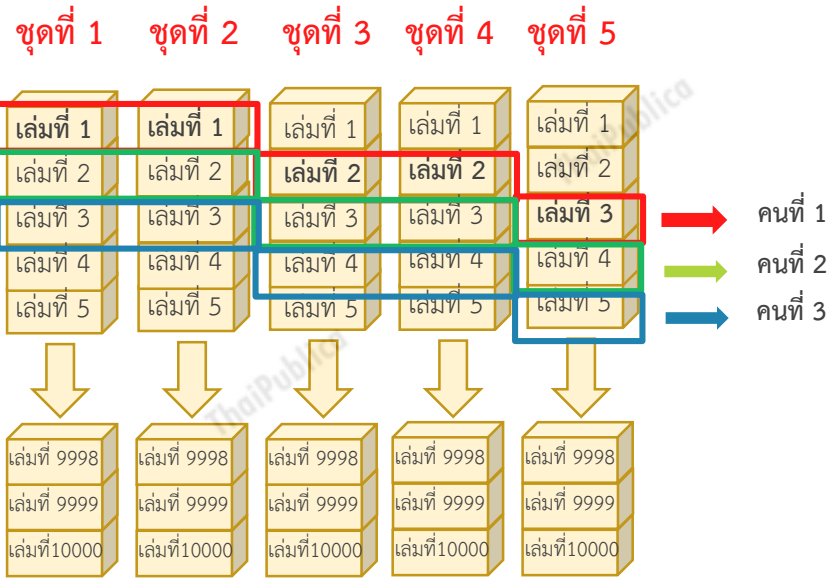 ชุดที่ 1 ชุดที่ 2 ชุดที่ 3 ชุดที่ 4 ชุดที่ 5
เล่มที่ 1 เล่มที่ 1 เล่มที่ 1 เล่มที่ 1 เล่มที่ 1
เล่มที่ 2 เล่มที่ 2 เล่มที่ 2 เล่มที่ 2 เล่มที่ 2
เล่มที่ 3 เล่มที่ 3 เล่มที่ 3 เล่มที่ 3 เล่มที่ 3 คนที่ 1
เล่มที่ 4 เล่มที่ 4 เล่มที่ 4 เล่มที่ 4 เล่มที่ 4 คนที่ 2
เล่มที่ 5 เล่มที่ 5 เล่มที่ 5 เล่มที่ 5 เล่มที่ 5 คนที่ 3
เล่มที่ 9998 เล่มที่ 9998 เล่มที่ 9998 เล่มที่ 9998 เล่มที่ 9998
เล่มที่ 9999 เล่มที่ 9999 เล่มที่ 9999 เล่มที่ 9999 เล่มที่ 9999
เล่มที่10000 เล่มที่10000 เล่มที่10000 เล่มที่10000 เล่มที่10000
ThaiPublica
ThaiPublica